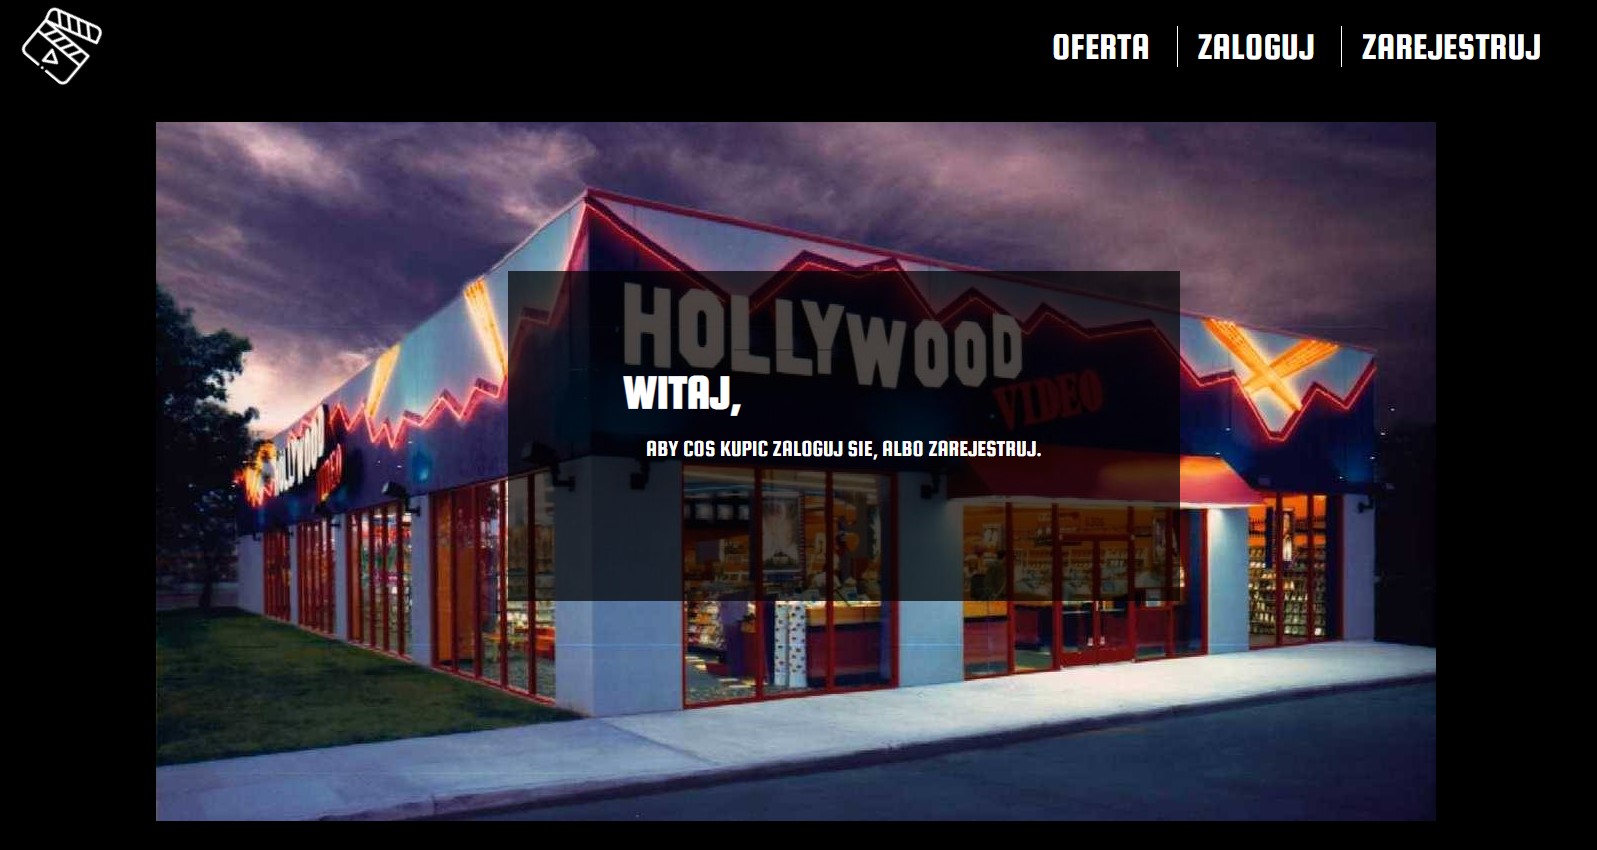 OFERTA
ZALOGUJ
ZAREJESTRUJ
HOLLYWOOD
VIDEO
WITAJ,
ABY COS KUPIC ZALOGUJ SIE, ALBO ZAREJESTRUJ.
HOLLYWOOD
VIDEO